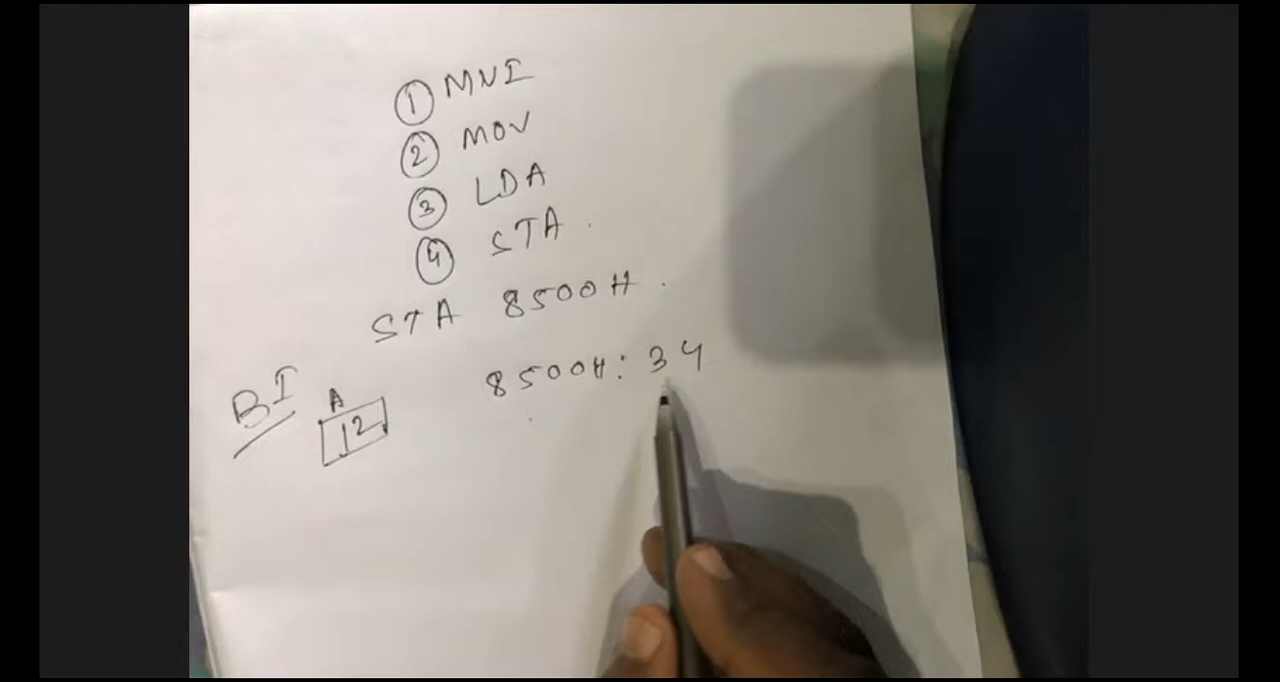 ① MVI
② MOV
③ LDA
④ STA.
STA 8500H.
BI
8500H: 34
A
12